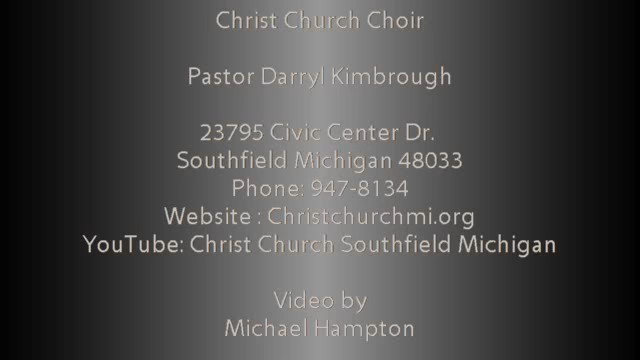 Christ Church Choir
Pastor Darryl Kimbrough
23795 Civic Center Dr.
Southfield Michigan 48033
Phone: 947-8134
Website : Christchurchmi.org
YouTube: Christ Church Southfield Michigan
Video by
Michael Hampton